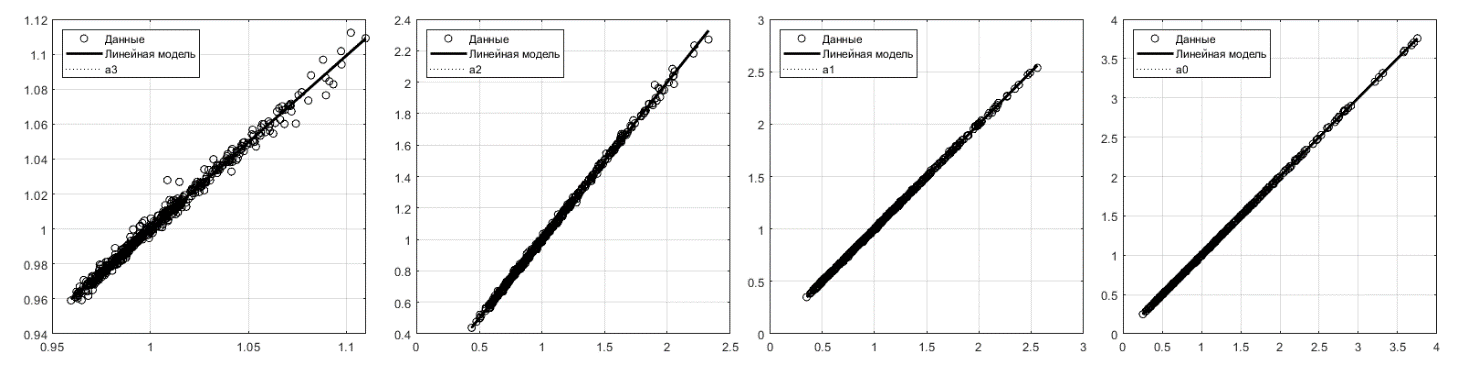 1.12
1.11
1.1
1.08
1.06
1.04
1.02
1
0.98
0.96
0.94
0.95 1 1.05 1.1
Данные
Линейная модель
a3
2.4
2.2
2
1.8
1.6
1.4
1.2
1
0.8
0.6
0.4
0 0.5 1 1.5 2 2.5
Данные
Линейная модель
a2
3
2.5
2
1.5
1
0.5
0
0 0.5 1 1.5 2 2.5 3
Данные
Линейная модель
a1
4
3.5
3
2.5
2
1.5
1
0.5
0
0 0.5 1 1.5 2 2.5 3 3.5 4
Данные
Линейная модель
a0